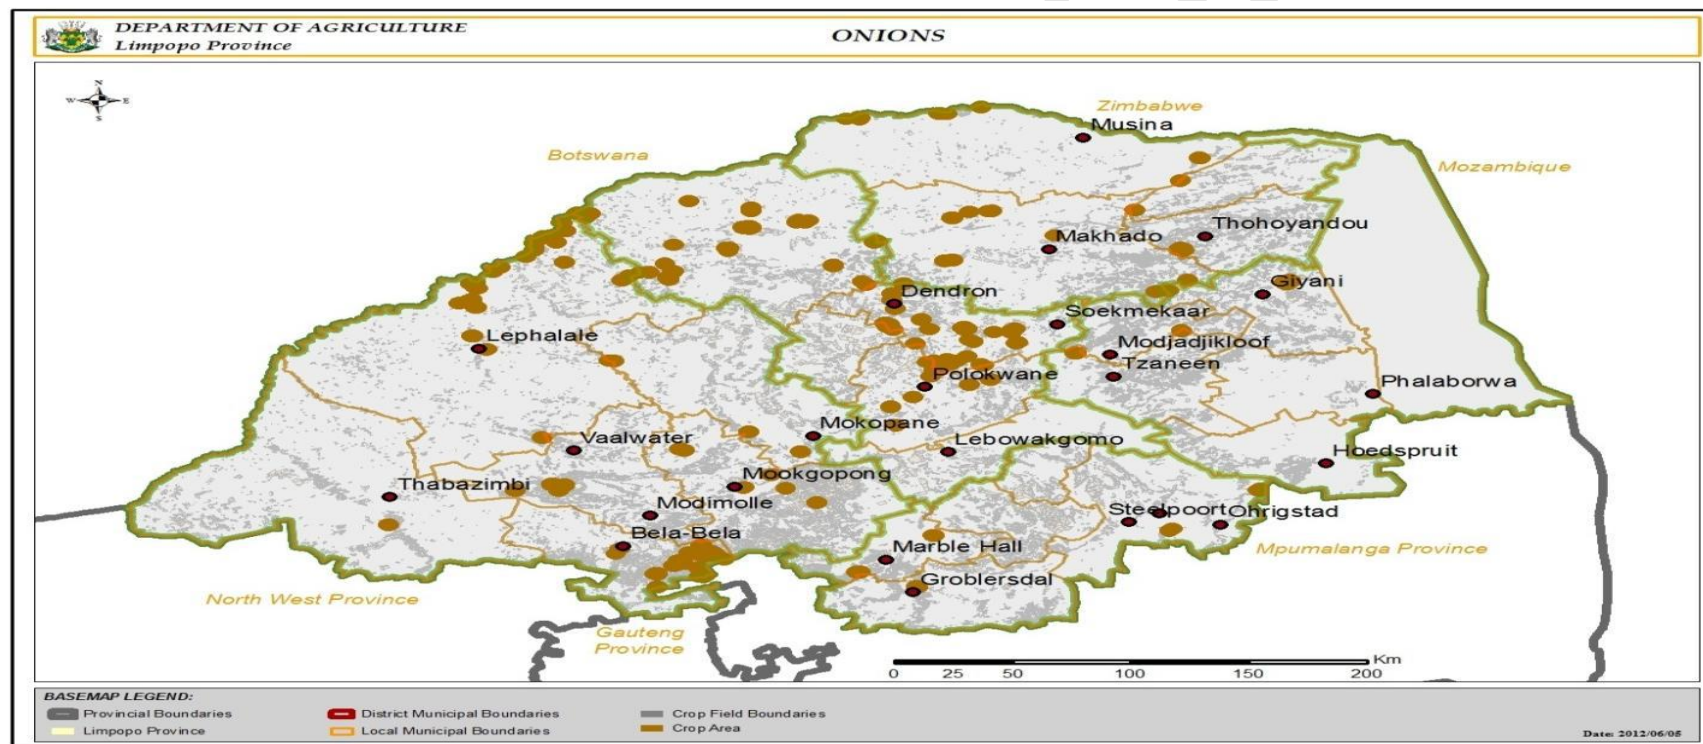 DEPARTMENT OF AGRICULTURE
Limpopo Province
ONIONS
N
W E
S
Zimbabwe
Musina
Botswana
Mozambique
Thohoyandou
Makhado
Giyani
Dendron
Soekmekaar
Lephalale
Modjadjikloof
Tzaneen
Polokwane
Phalaborwa
Mokopane
Vaalwater
Lebowakgomo
Hoedspruit
Mookgopong
Thabazimbi
Modimolle
Steelpoort
Ohrigstad
Bela-Bela
Marble Hall
Mpumalanga Province
Groblersdal
North West Province
Gauteng
Province
Km
0 25 50 100 150 200
BASEMAP LEGEND:
Provincial Boundaries
Limpopo Province
District Municipal Boundaries
Local Municipal Boundaries
Crop Field Boundaries
Crop Area
Date: 2012/06/05